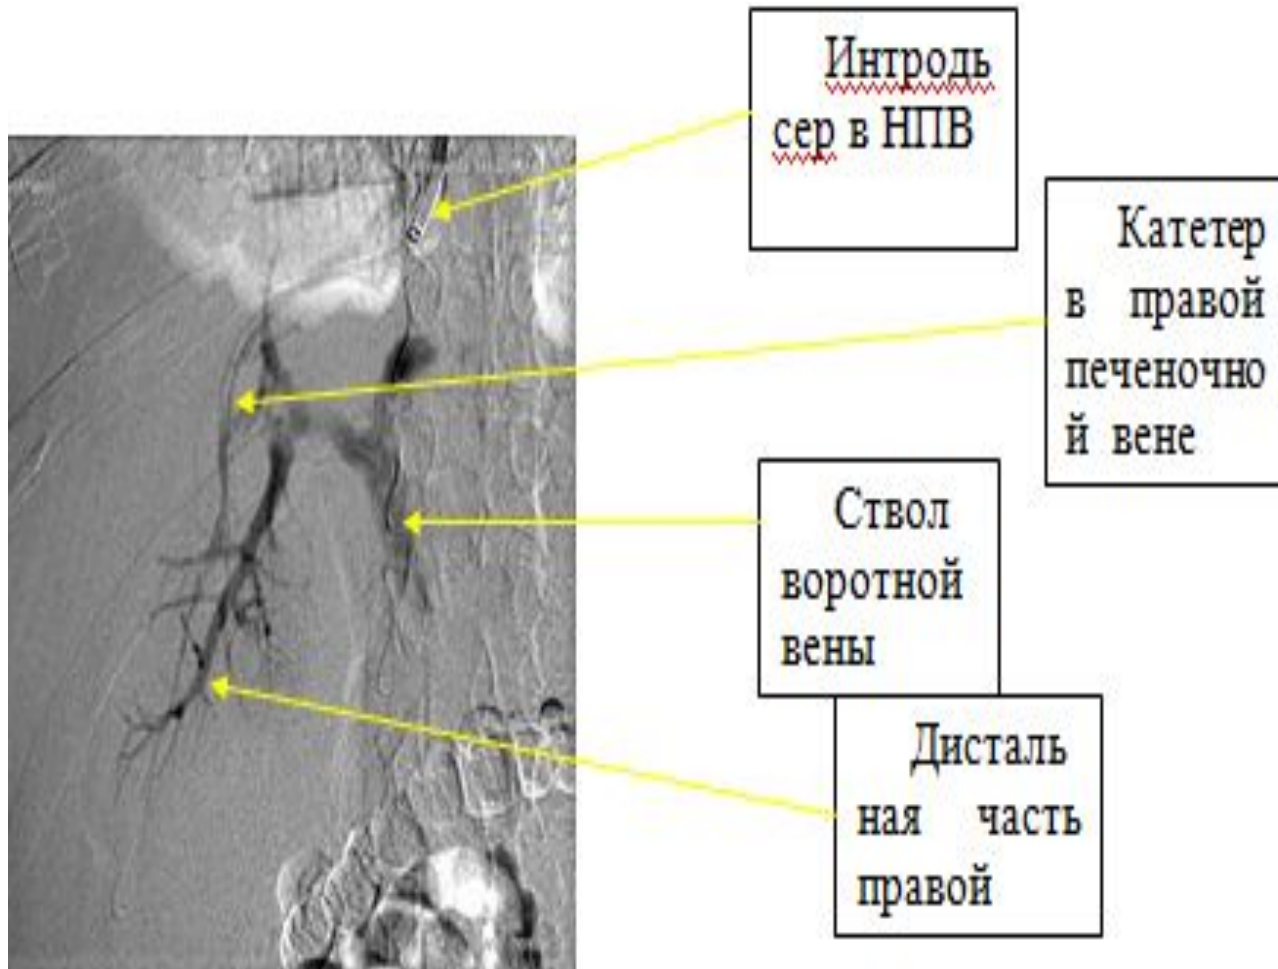 Интродь
сер в НПВ
Катетер
в правой
печеночно
й вене
Ствол
воротной
вены
Дисталь
ная часть
правой